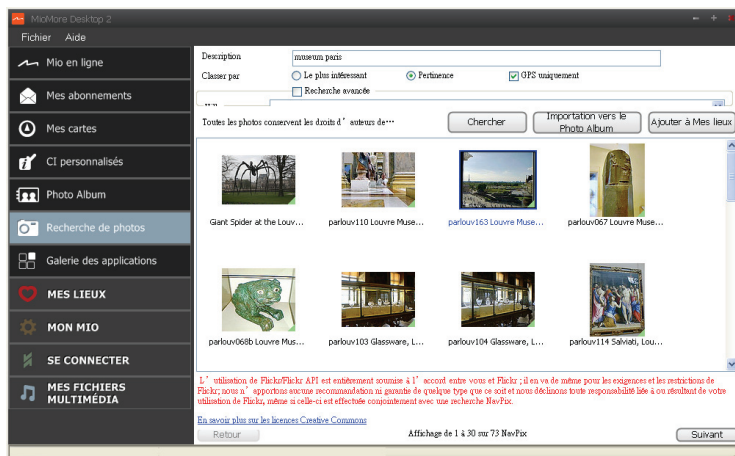 MioMore Desktop 2
Fichier Aide
Mio en ligne
Mes abonnements
Mes cartes
CI personnalisés
Photo Album
Recherche de photos
Galerie des applications
MES LIEUX
MON MIO
SE CONNECTER
MES FICHIERS
MULTIMÉDIA
Description museum paris
Classer par Le plus intéressant Pertinence GPS uniquement
Recherche avancée
Toutes les photos conservent les droits d'auteurs de…
Chercher
Importation vers le
Photo Album
Ajouter à Mes lieux
Giant Spider at the Louv... parlouv110 Louvre Muse... parlouv163 Louvre Muse... parlouv067 Louvre Muse...
parlouv068b Louvre Mus... parlouv103 Glassware, L... parlouv104 Glassware, L... parlouv114 Salviati, Lou...
L'utilisation de Flickr/Flickr API est entièrement soumise à l'accord entre vous et Flickr ; il en va de même pour les exigences et les restrictions de
Flickr; nous n'apportons aucune recommandation ni garantie de quelque type que ce soit et nous déclinons toute responsabilité liée à ou résultant de votre
utilisation de Flickr, même si celle-ci est effectuée conjointement avec une recherche NavPix.
En savoir plus sur les licences Creative Commons
Retour Affichage de 1 à 30 sur 73 NavPix Suivant